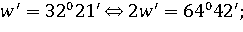 w′ = 32⁰21′ ⇔ 2w′ = 64⁰42′;